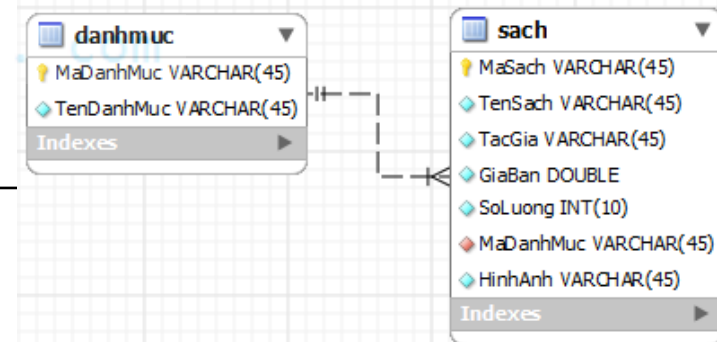 danhmuc
MaDanhMuc VARCHAR(45)
TenDanhMuc VARCHAR(45)
Indexes
sach
MaSach VARCHAR(45)
TenSach VARCHAR(45)
TacGia VARCHAR(45)
GiaBan DOUBLE
SoLuong INT(10)
MaDanhMuc VARCHAR(45)
HinhAnh VARCHAR(45)
Indexes